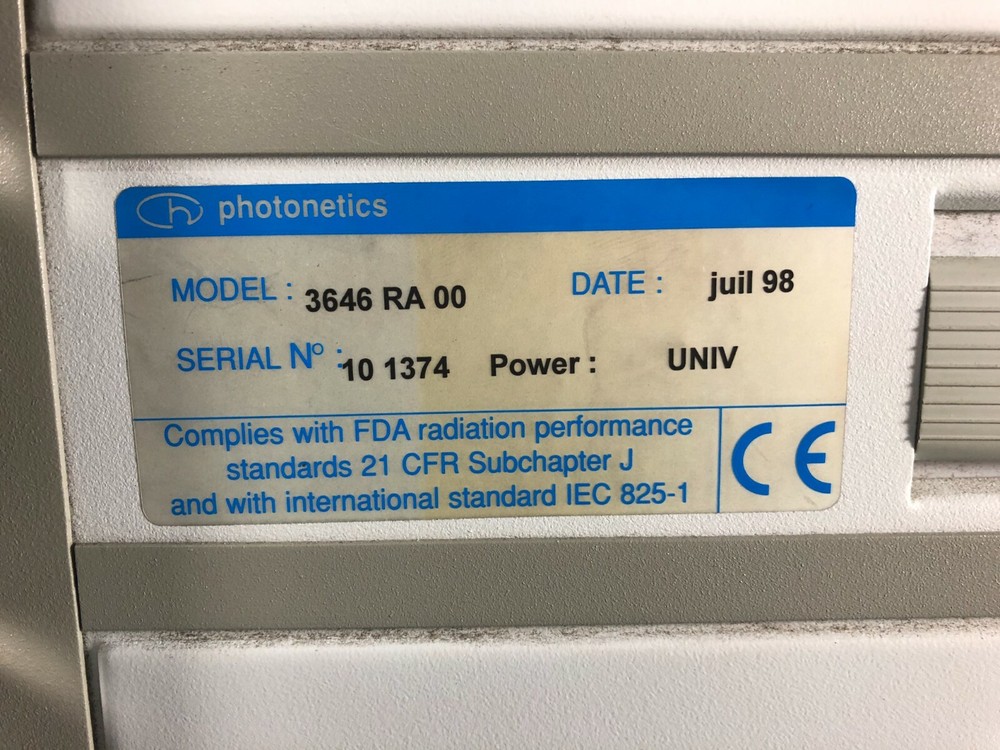 photonetics
MODEL : 3646 RA 00 DATE : juil 98
SERIAL N° : 10 1374 Power : UNIV
Complies with FDA radiation performance
standards 21 CFR Subchapter J
and with international standard IEC 825-1
CE